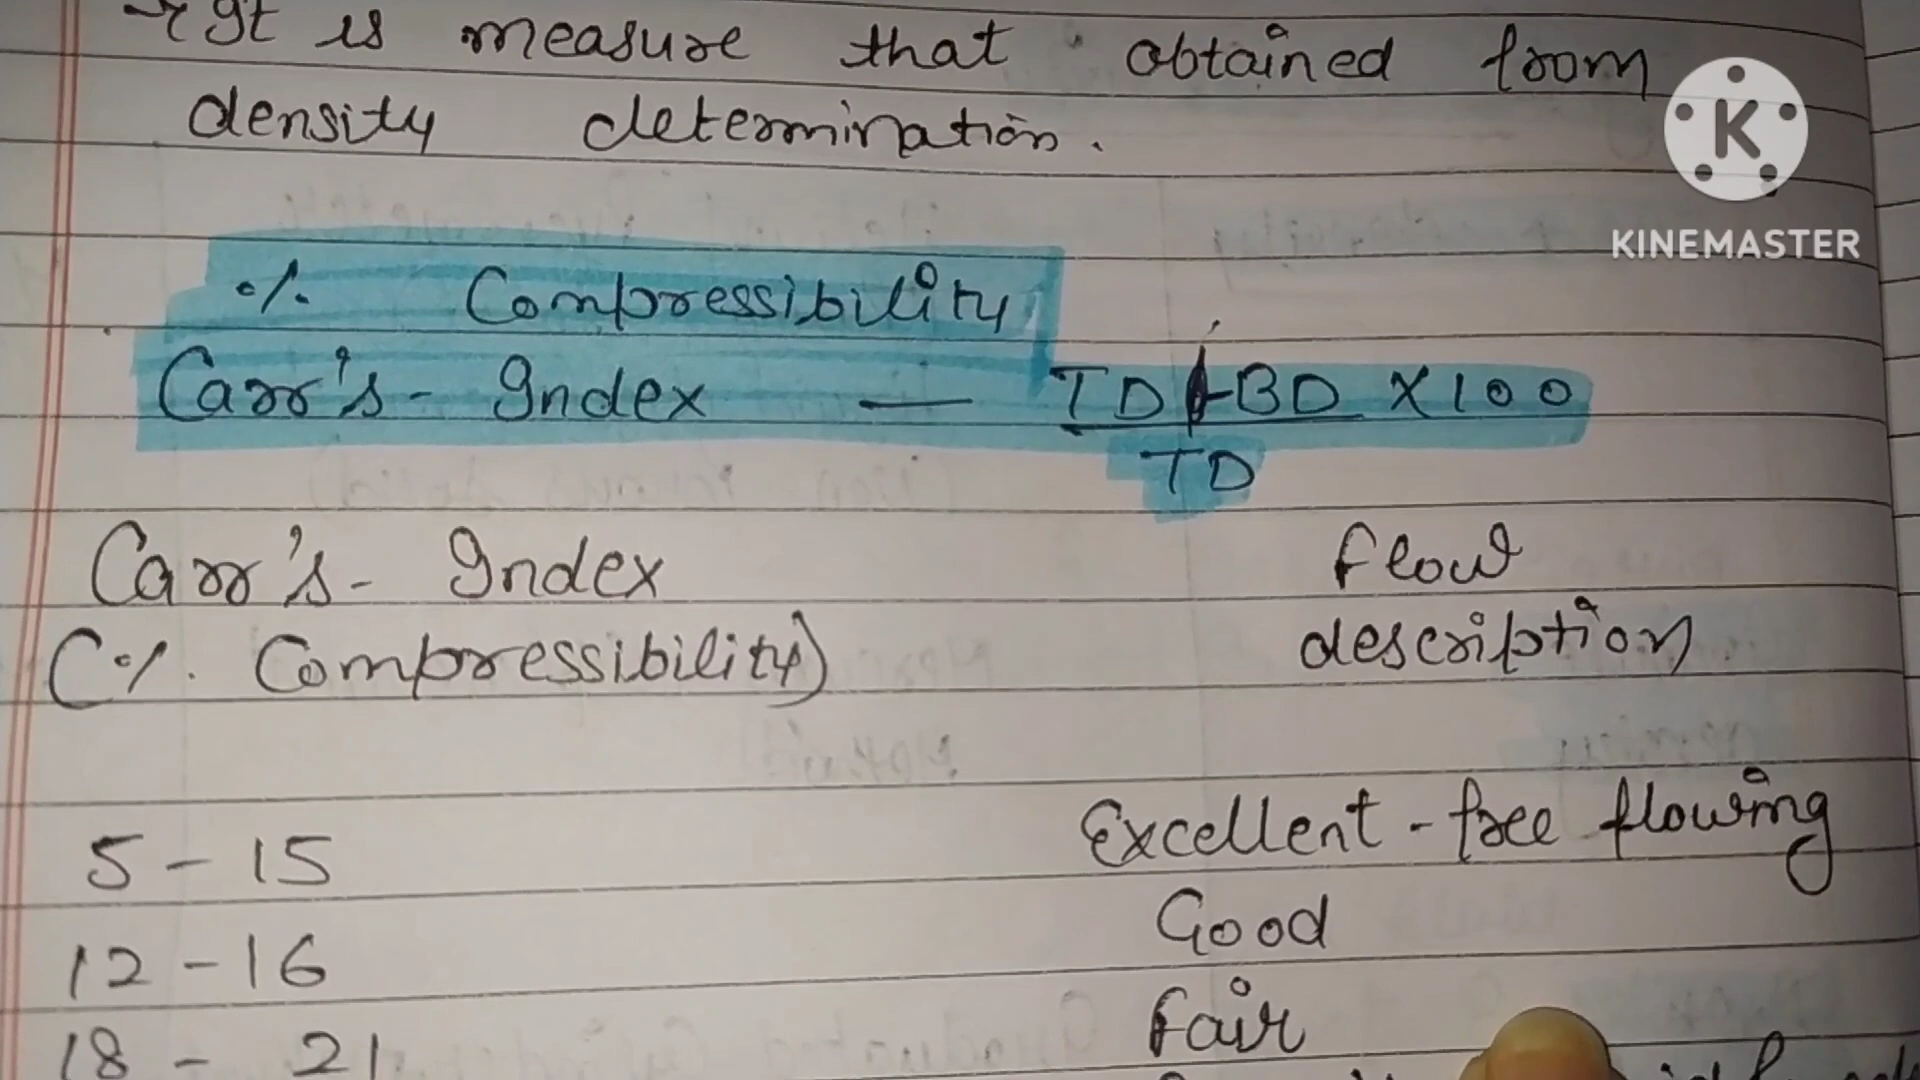 → It is measure that obtained from
density determination.
KINEMASTER
% Compressibility
Carr's - Index — TD-BD X100
TD
Carr's - Index flow
(% Compressibility) description
5 - 15 Excellent - free flowing
12 - 16 Good
18 - 21 fair